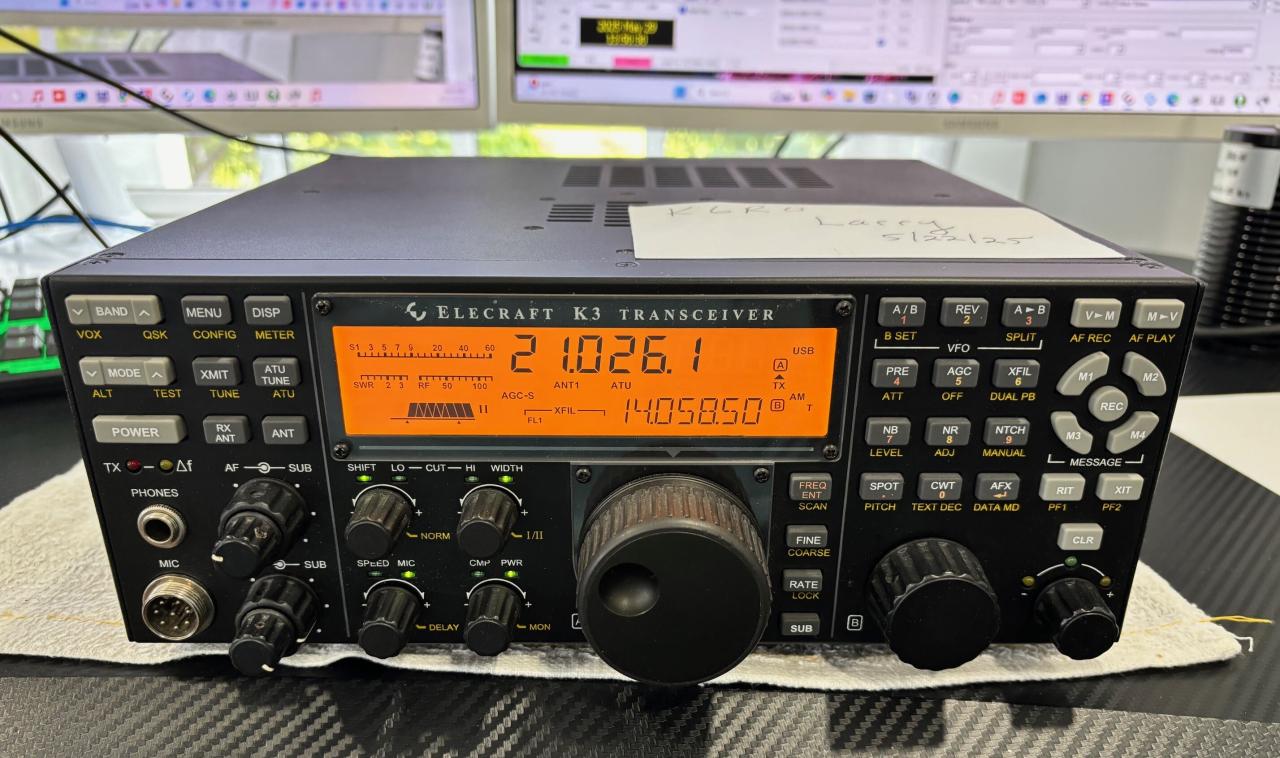 SAMSUNG
SAMSUNG
Larry
5/22/25
ELECRAFT K3 TRANSCEIVER
BAND MENU DISP
VOX QSK CONFIG METER
MODE XMIT ATU TUNE
ALT TEST TUNE ATU
POWER RX ANT ANT
TX Δf
AF SUB
PHONES
MIC
SUB
S1 3 5 7 9 20 40 60
SWR 2 3 RF 50 100
21.026.1
USB
A
TX
ANT1 ATU
AGC-S
XFIL
FL1
II
14.058.50
B
AM
T
SHIFT LO CUT HI WIDTH
NORM I/II
SPEED MIC CMP PWR
DELAY MON
A
FREQ ENT
SCAN
FINE
COARSE
RATE
LOCK
SUB
B
A/B 1 REV 2 A►B 3
B SET VFO SPLIT
PRE 4 AGC 5 XFIL 6
ATT OFF DUAL PB
NB 7 NR 8 NTCH 9
LEVEL ADJ MANUAL
SPOT . CWT 0 AFX
PITCH TEXT DEC DATA MD
V►M M►V
AF REC AF PLAY
M1 M2
REC
M3 M4
MESSAGE
RIT XIT
PF1 PF2
CLR
- +